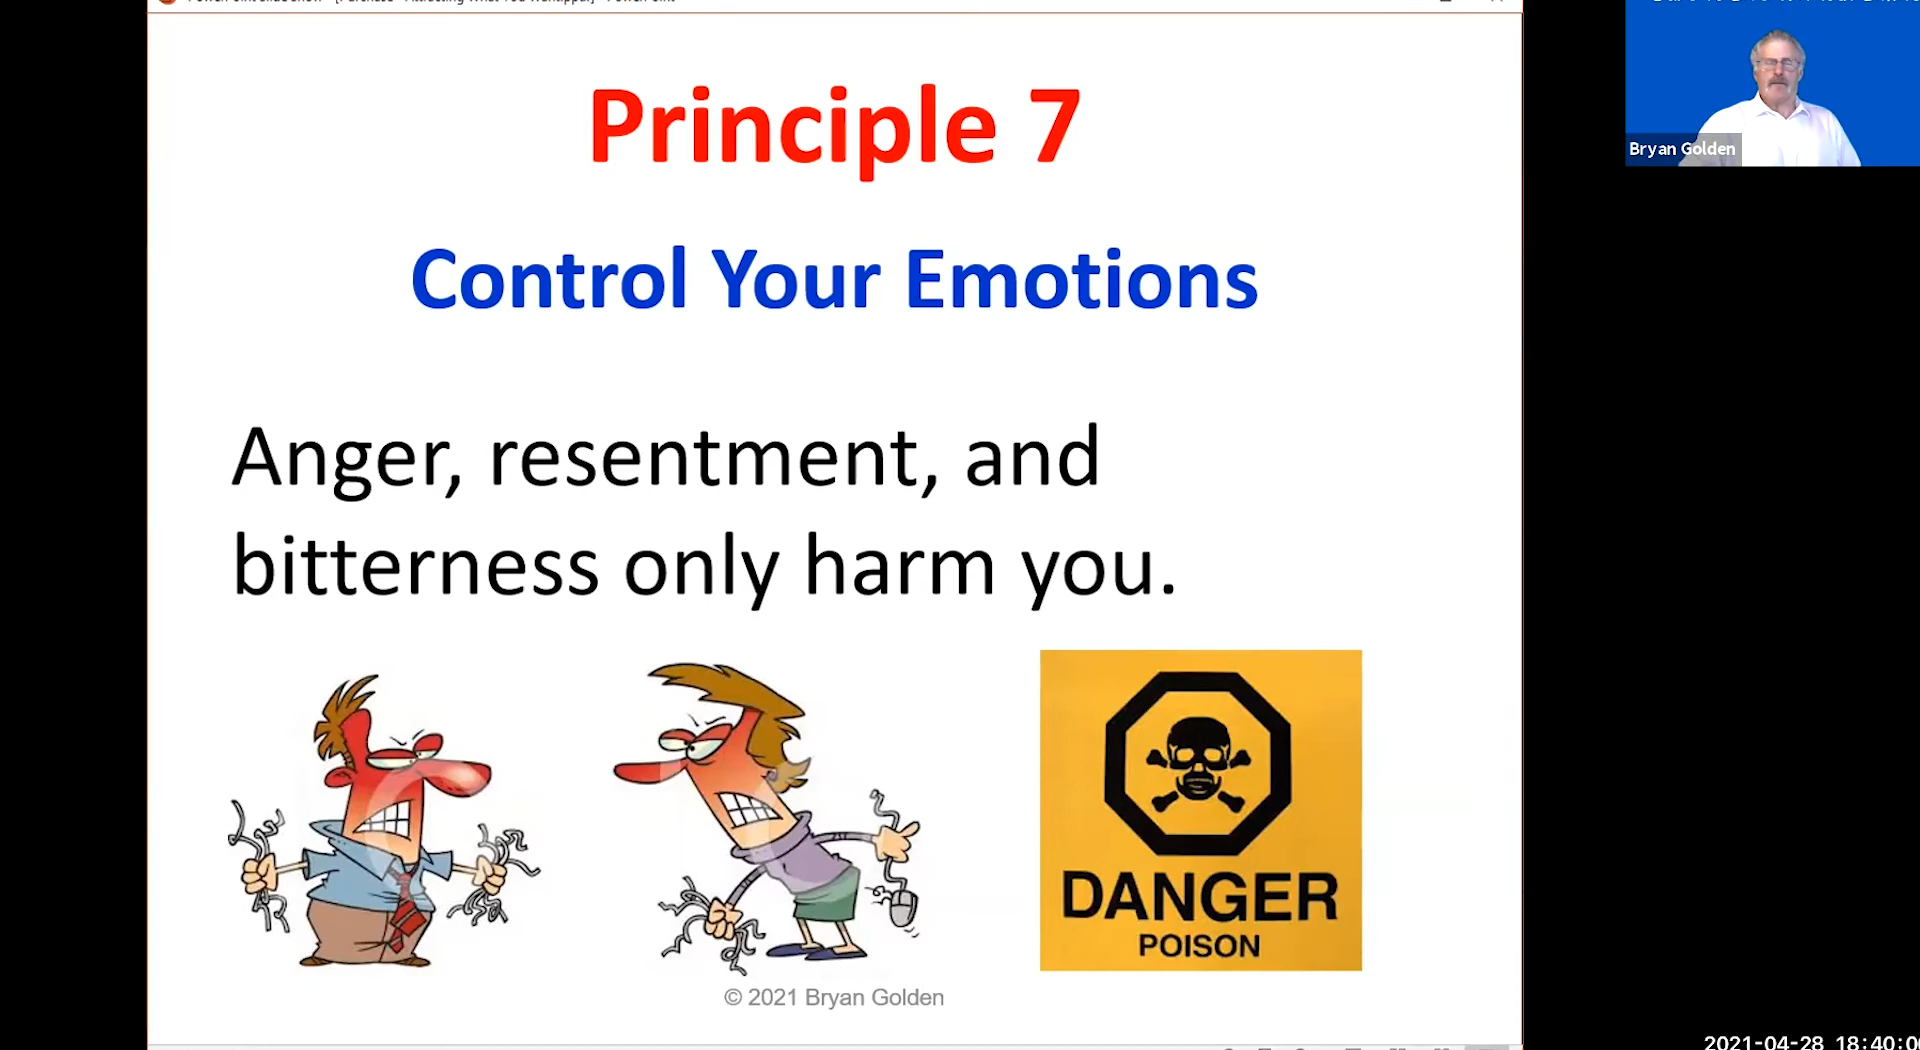 Principle 7
Control Your Emotions
Anger, resentment, and
bitterness only harm you.
DANGER
POISON
© 2021 Bryan Golden
Bryan Golden
2021-04-28 18:40:0